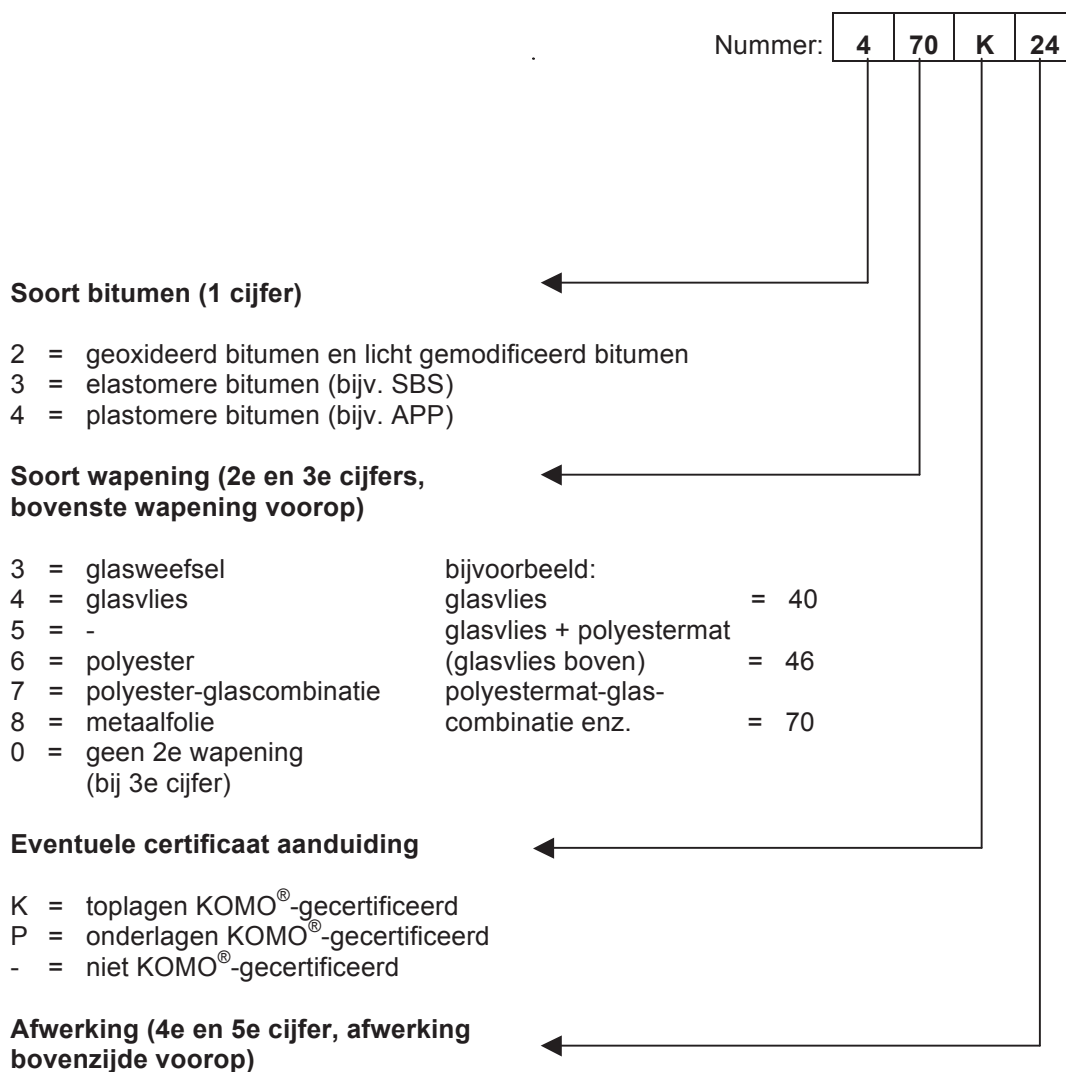 Nummer: 4 70 K 24
Soort bitumen (1 cijfer)
2 = geoxideerd bitumen en licht gemodificeerd bitumen
3 = elastomere bitumen (bijv. SBS)
4 = plastomere bitumen (bijv. APP)
Soort wapening (2e en 3e cijfers,
bovenste wapening voorop)
3 = glasweefsel bijvoorbeeld:
4 = glasvlies glasvlies = 40
5 = - glasvlies + polyestermat
6 = polyester (glasvlies boven) = 46
7 = polyester-glascombinatie polyestermat-glas-
8 = metaalfolie combinatie enz. = 70
0 = geen 2e wapening
(bij 3e cijfer)
Eventuele certificaat aanduiding
K = toplagen KOMO®-gecertificeerd
P = onderlagen KOMO®-gecertificeerd
- = niet KOMO®-gecertificeerd
Afwerking (4e en 5e cijfer, afwerking
bovenzijde voorop)